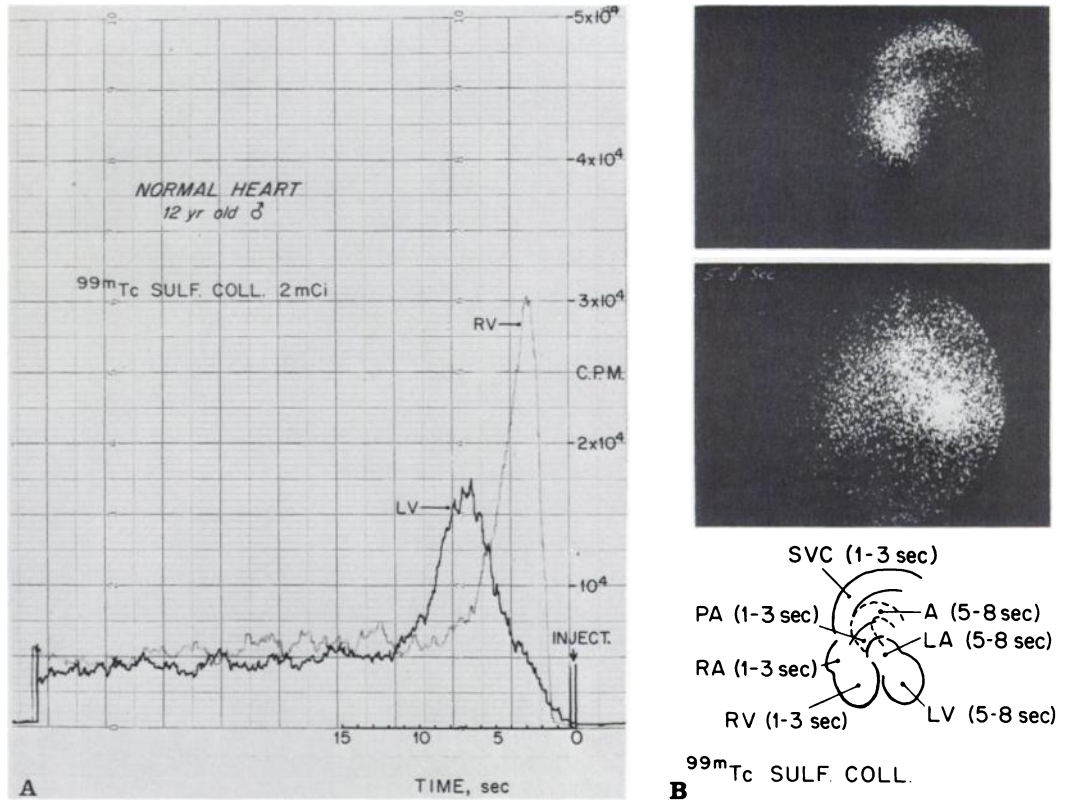 5x10⁴
4x10⁴
NORMAL HEART
12 yr old ♂
99mTc SULF. COLL. 2mCi
3x10⁴
RV
C.P.M.
2x10⁴
LV
10⁴
INJECT.
15 10 5 0
TIME, sec
A
5-8 Sec
SVC (1-3 sec)
PA (1-3 sec)
A (5-8 sec)
LA (5-8 sec)
RA (1-3 sec)
RV (1-3 sec)
LV (5-8 sec)
99mTc SULF. COLL.
B